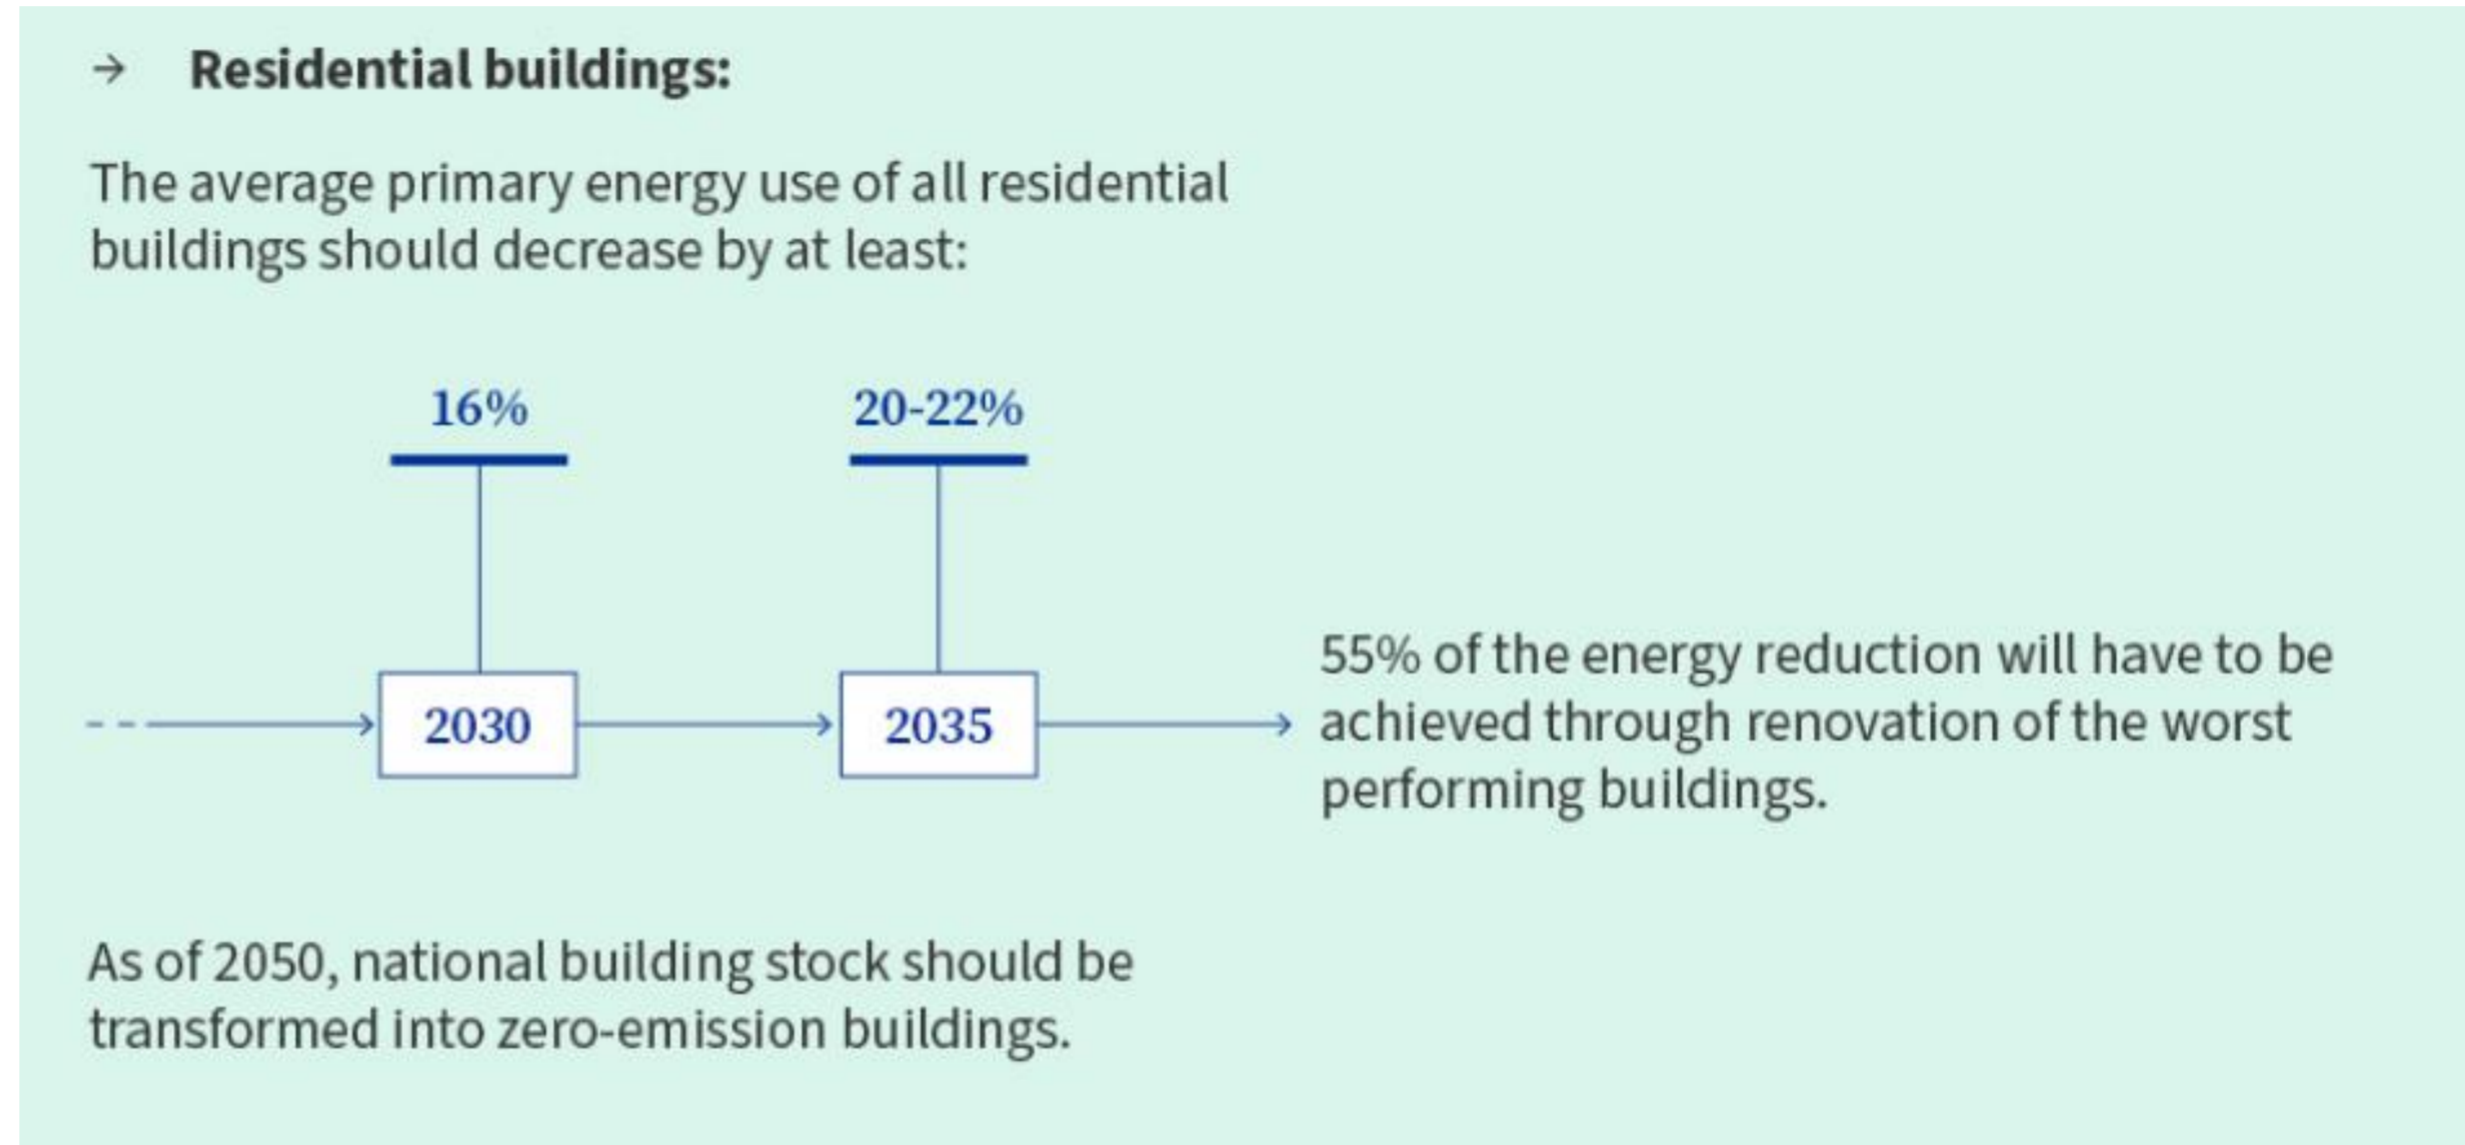 → Residential buildings:
The average primary energy use of all residential
buildings should decrease by at least:
16%
20-22%
2030
2035
55% of the energy reduction will have to be
achieved through renovation of the worst
performing buildings.
As of 2050, national building stock should be
transformed into zero-emission buildings.